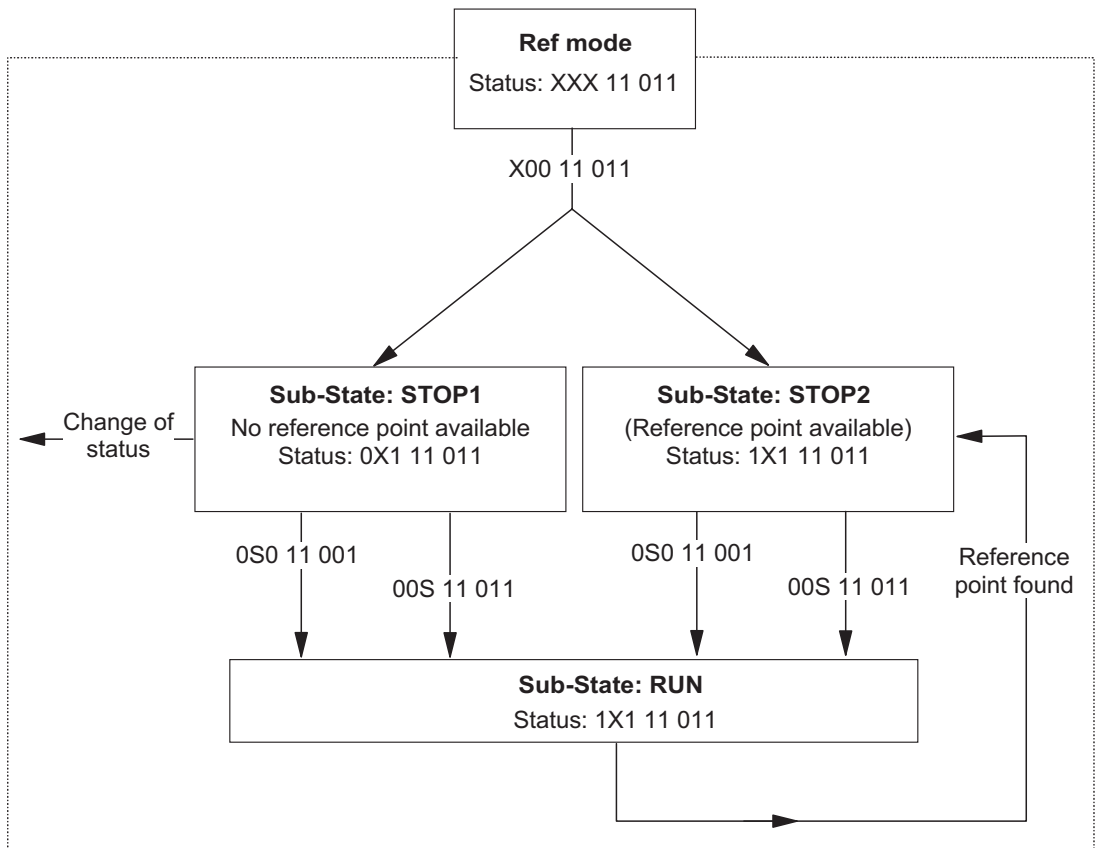 Ref mode
Status: XXX 11 011
X00 11 011
Sub-State: STOP1
No reference point available
Status: 0X1 11 011
Sub-State: STOP2
(Reference point available)
Status: 1X1 11 011
Change of
status
0S0 11 001
00S 11 011
0S0 11 001
00S 11 011
Reference
point found
Sub-State: RUN
Status: 1X1 11 011